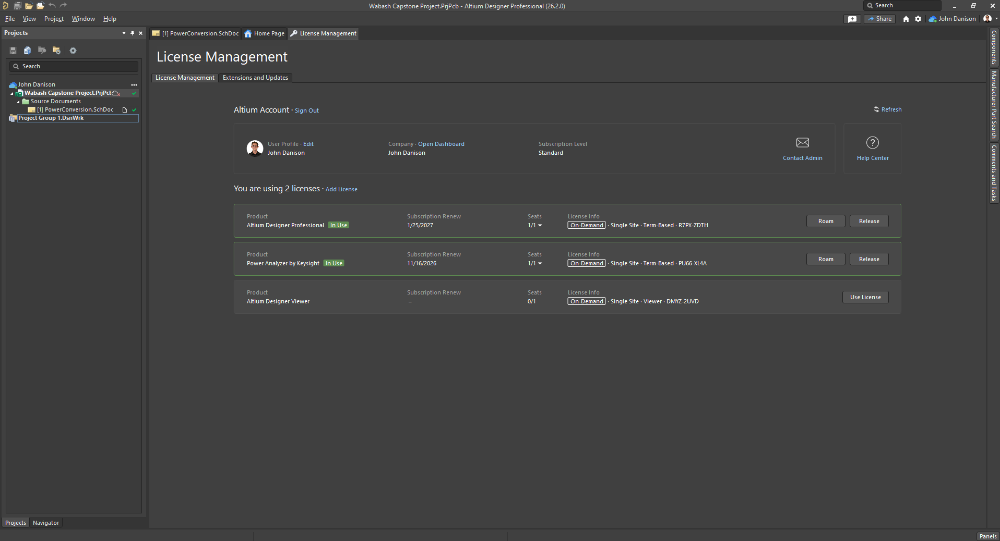 Wabash Capstone Project.PrjPcb - Altium Designer Professional (26.2.0)
Search
File View Project Window Help
Share
John Danison
Projects
[1] PowerConversion.SchDoc
Home Page
License Management
License Management
Search
License Management
Extensions and Updates
John Danison
Wabash Capstone Project.PrjPcl
Source Documents
[1] PowerConversion.SchDoc
Project Group 1.DsnWrk
Altium Account · Sign Out
Refresh
User Profile · Edit
John Danison
Company · Open Dashboard
John Danison
Subscription Level
Standard
Contact Admin
Help Center
You are using 2 licenses · Add License
Product
Subscription Renew
Seats
License Info
Altium Designer Professional In Use
1/25/2027
1/1
On-Demand · Single Site · Term-Based · R7PX-ZDTH
Roam
Release
Product
Subscription Renew
Seats
License Info
Power Analyzer by Keysight In Use
11/16/2026
1/1
On-Demand · Single Site · Term-Based · PU66-XL4A
Roam
Release
Product
Subscription Renew
Seats
License Info
Altium Designer Viewer
–
0/1
On-Demand · Single Site · Viewer · DMYZ-2UVD
Use License
Components
Manufacturer Part Search
Comments and Tasks
Projects
Navigator
Panels